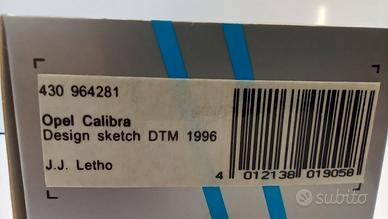 430 964281
Opel Calibra
Design sketch DTM 1996
J.J. Letho
4 012138 019058
subito